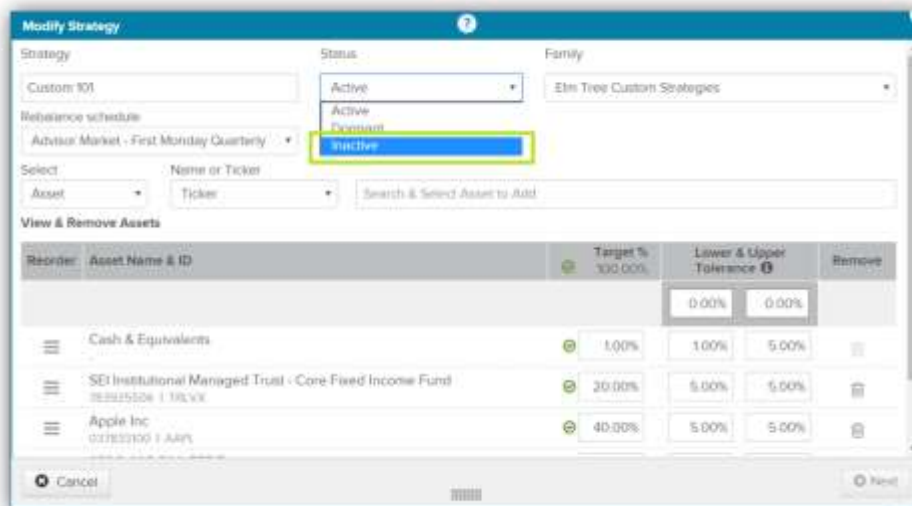 Modify Strategy
Strategy
Status
Family
Custom 101
Active
Elm Tree Custom Strategies
Active
Dormant
Inactive
Rebalance schedule
Advisor Market - First Monday Quarterly
Select
Name or Ticker
Asset
Ticker
Search & Select Asset to Add
View & Remove Assets
Reorder Asset Name & ID Target % 100.00% Lower & Upper Tolerance Remove
0.00% 0.00%
Cash & Equivalents 1.00% 1.00% 5.00%
SEI Institutional Managed Trust - Core Fixed Income Fund 20.00% 5.00% 5.00%
TRLVX
Apple Inc 40.00% 5.00% 5.00%
037833100 | AAPL
Cancel
Next